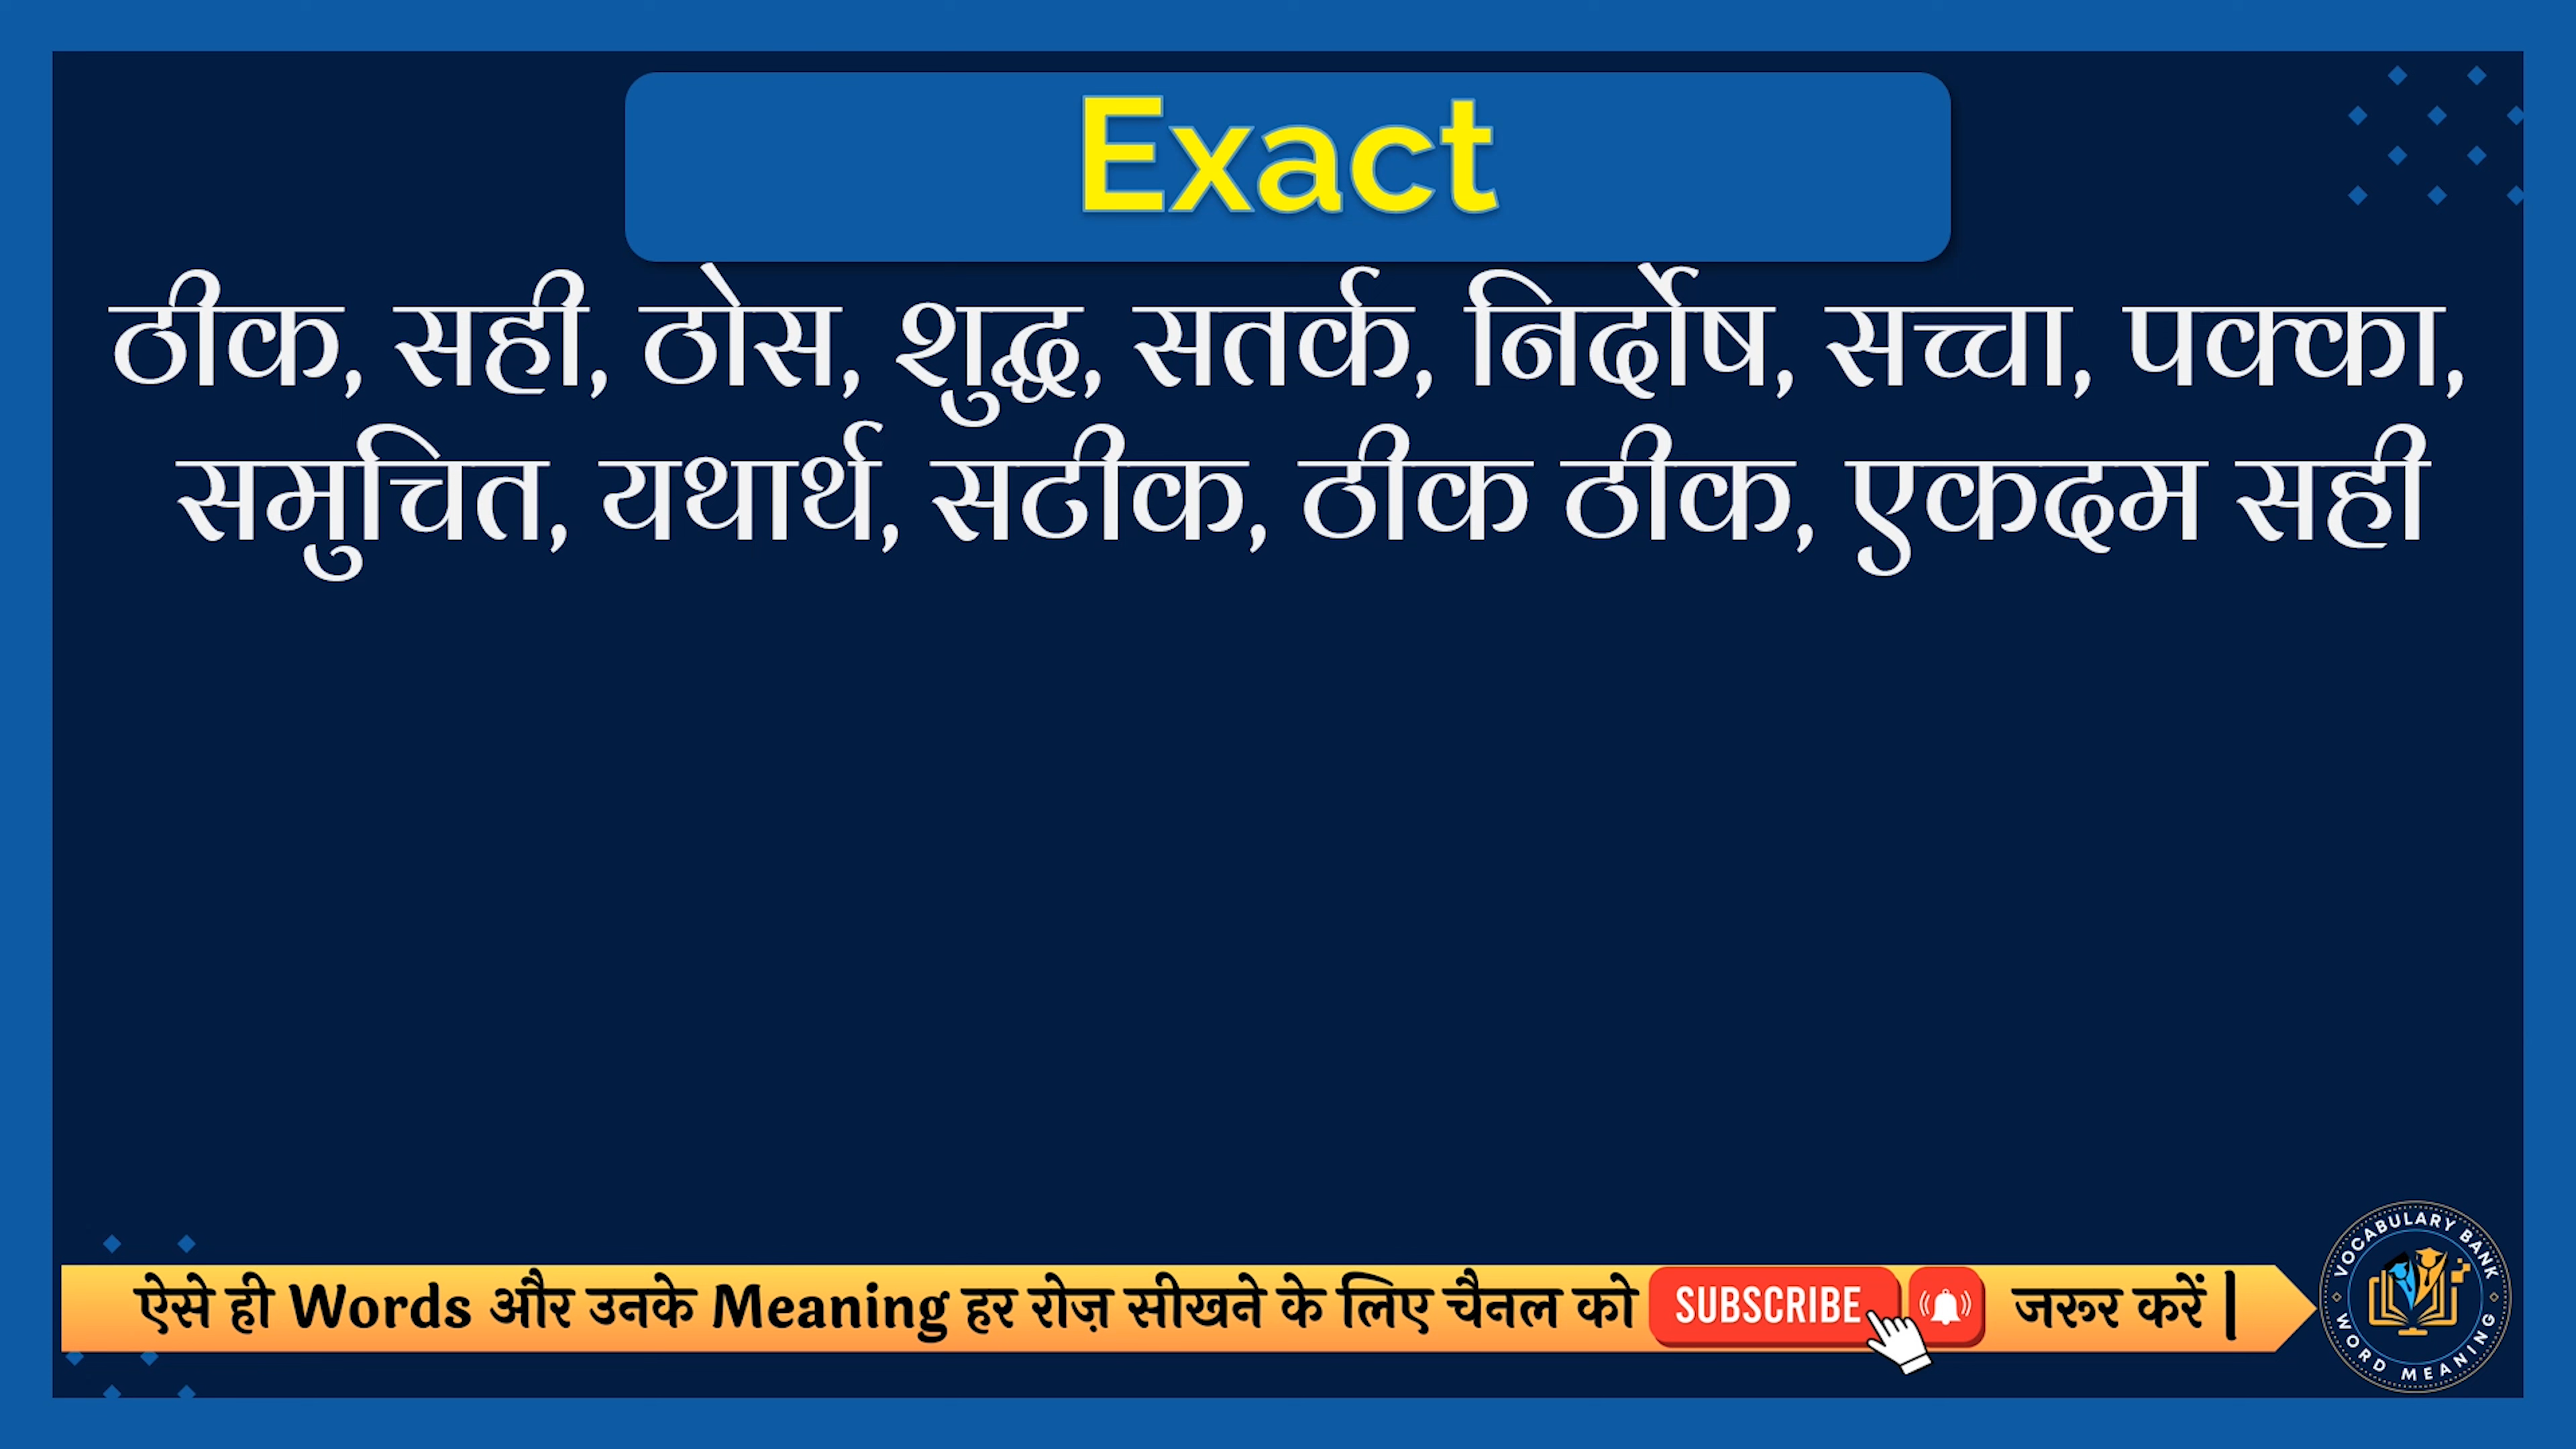 Exact
ठीक, सही, ठोस, शुद्ध, सतर्क, निर्दोष, सच्चा, पक्का,
समुचित, यथार्थ, सटीक, ठीक ठीक, एकदम सही
ऐसे ही Words और उनके Meaning हर रोज़ सीखने के लिए चैनल को SUBSCRIBE जरूर करें |
VOCABULARY BANK
WORD MEANING